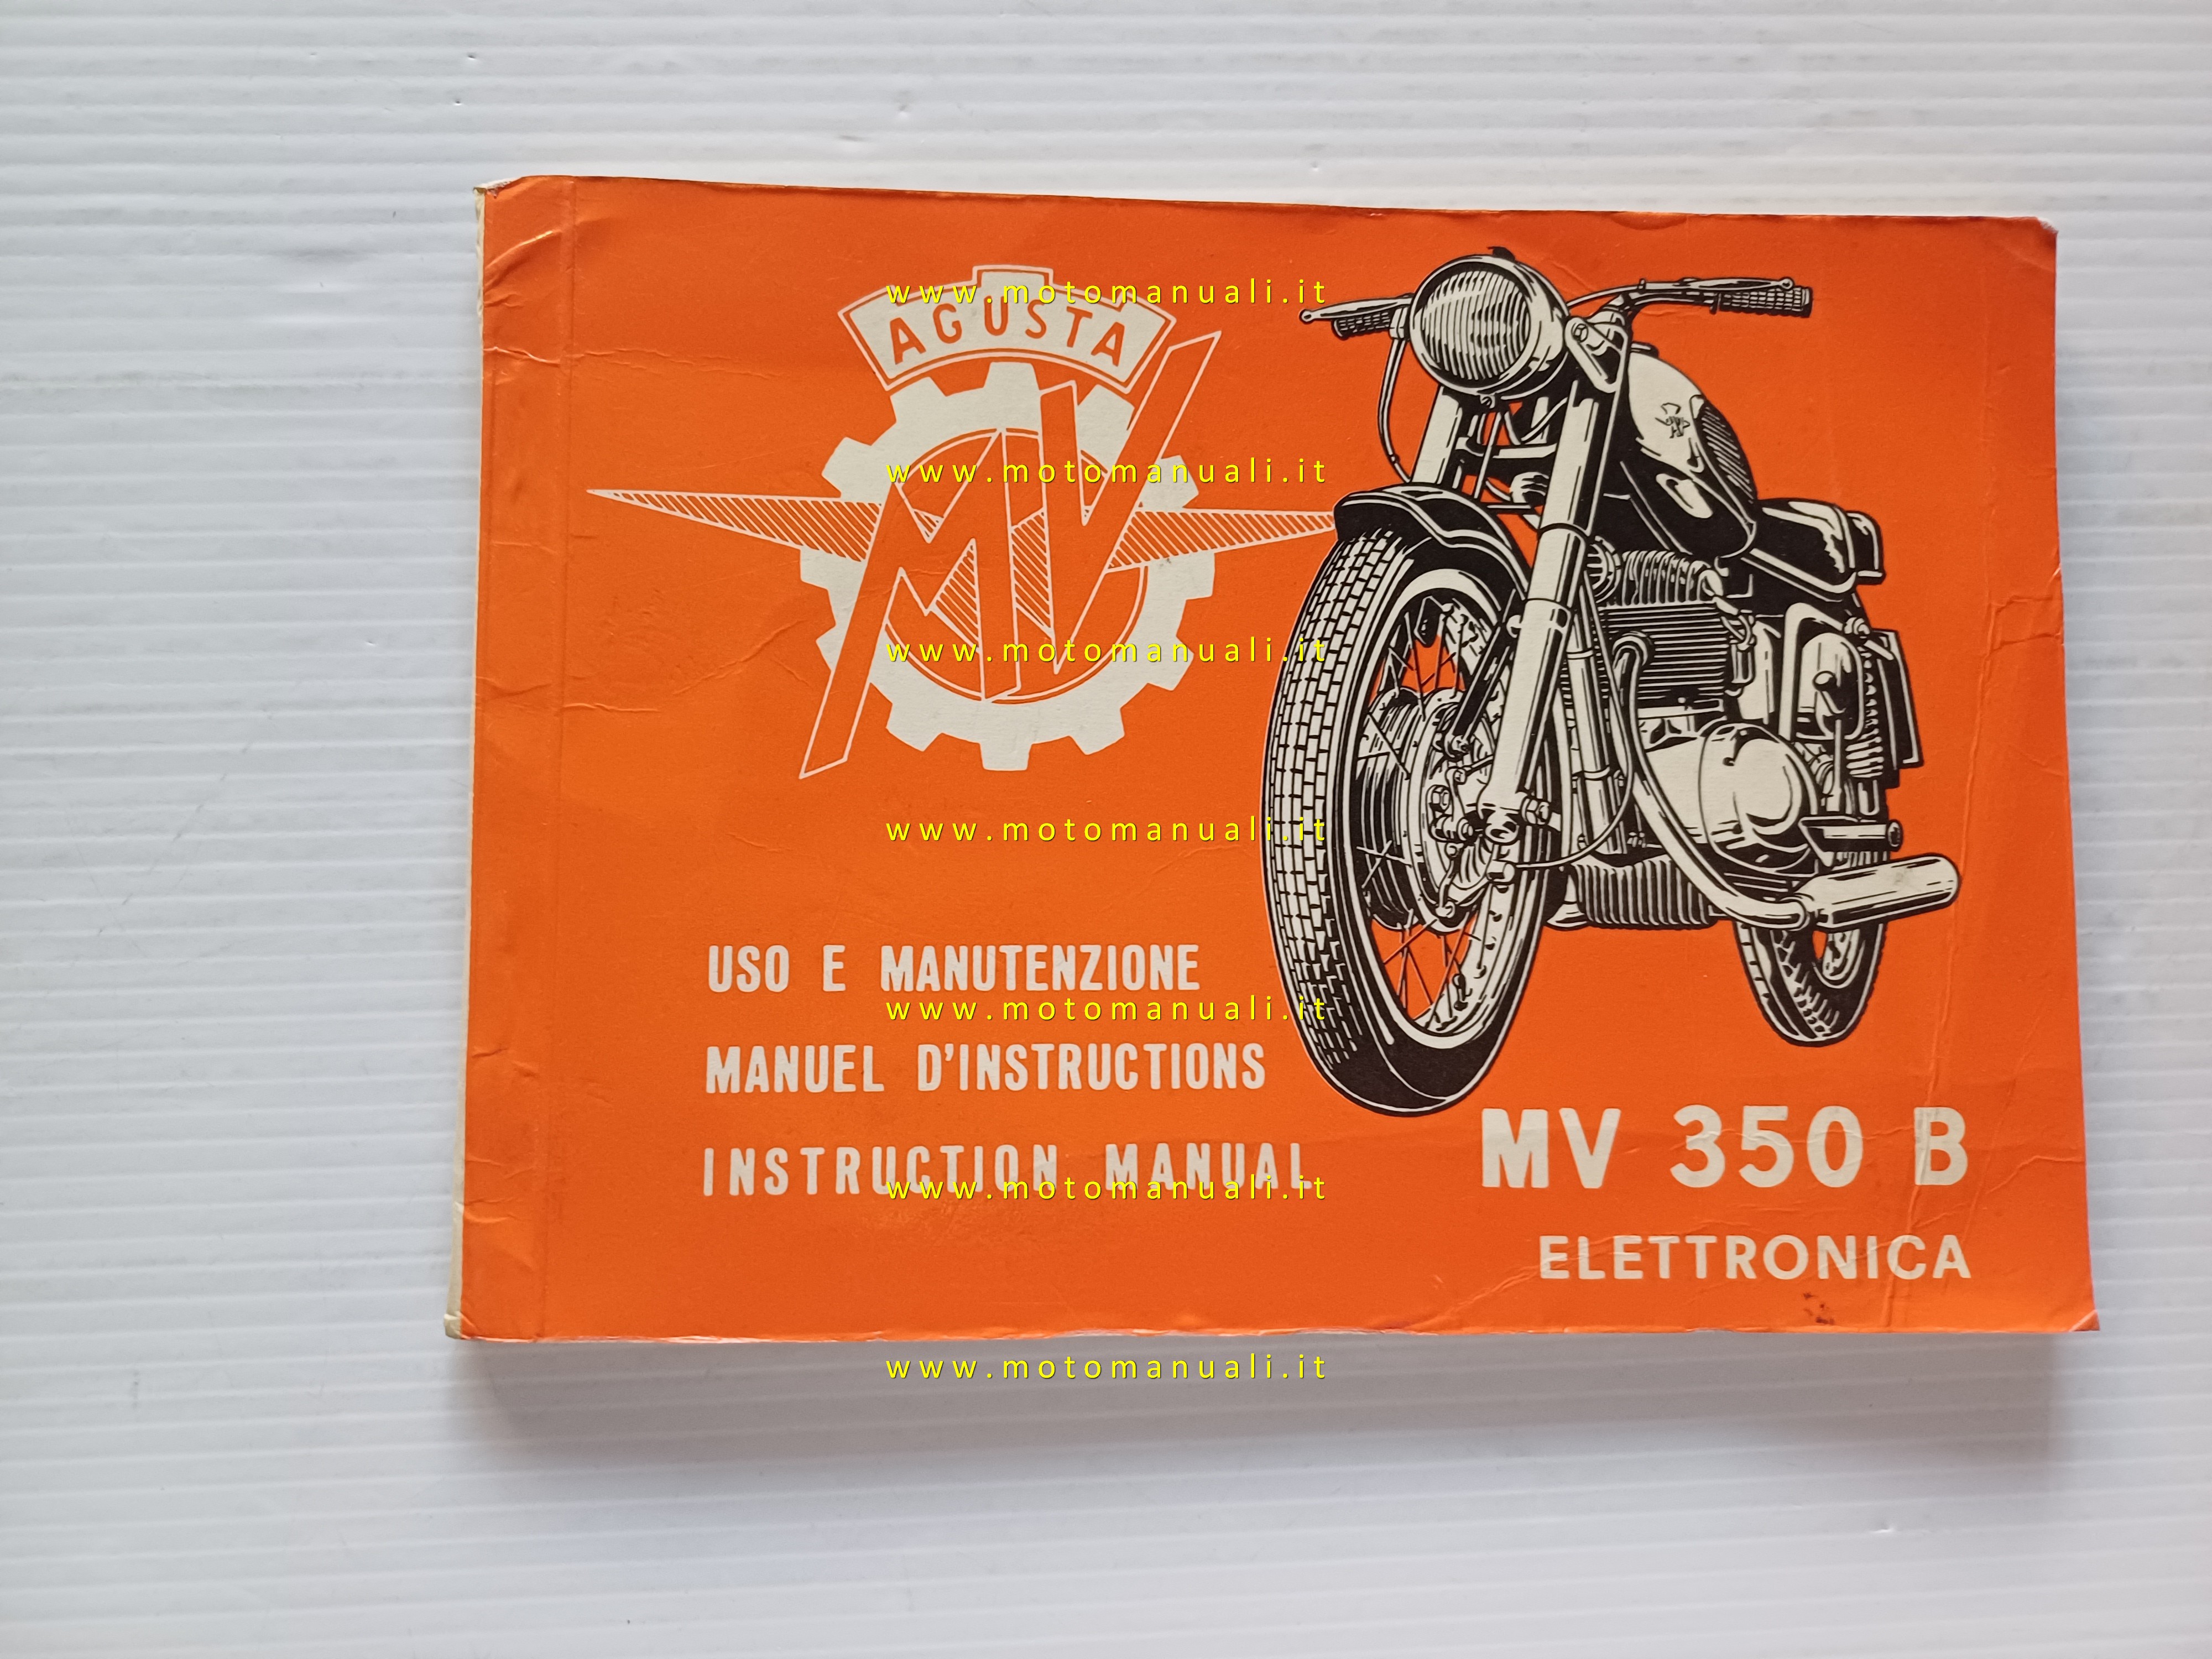 AGUSTA
MV
www.motomanuali.it
www.motomanuali.it
www.motomanuali.it
www.motomanuali.it
USO E MANUTENZIONE
www.motomanuali.it
MANUEL D'INSTRUCTIONS
INSTRUCTION MANUAL
MV 350 B
www.motomanuali.it
ELETTRONICA
www.motomanuali.it